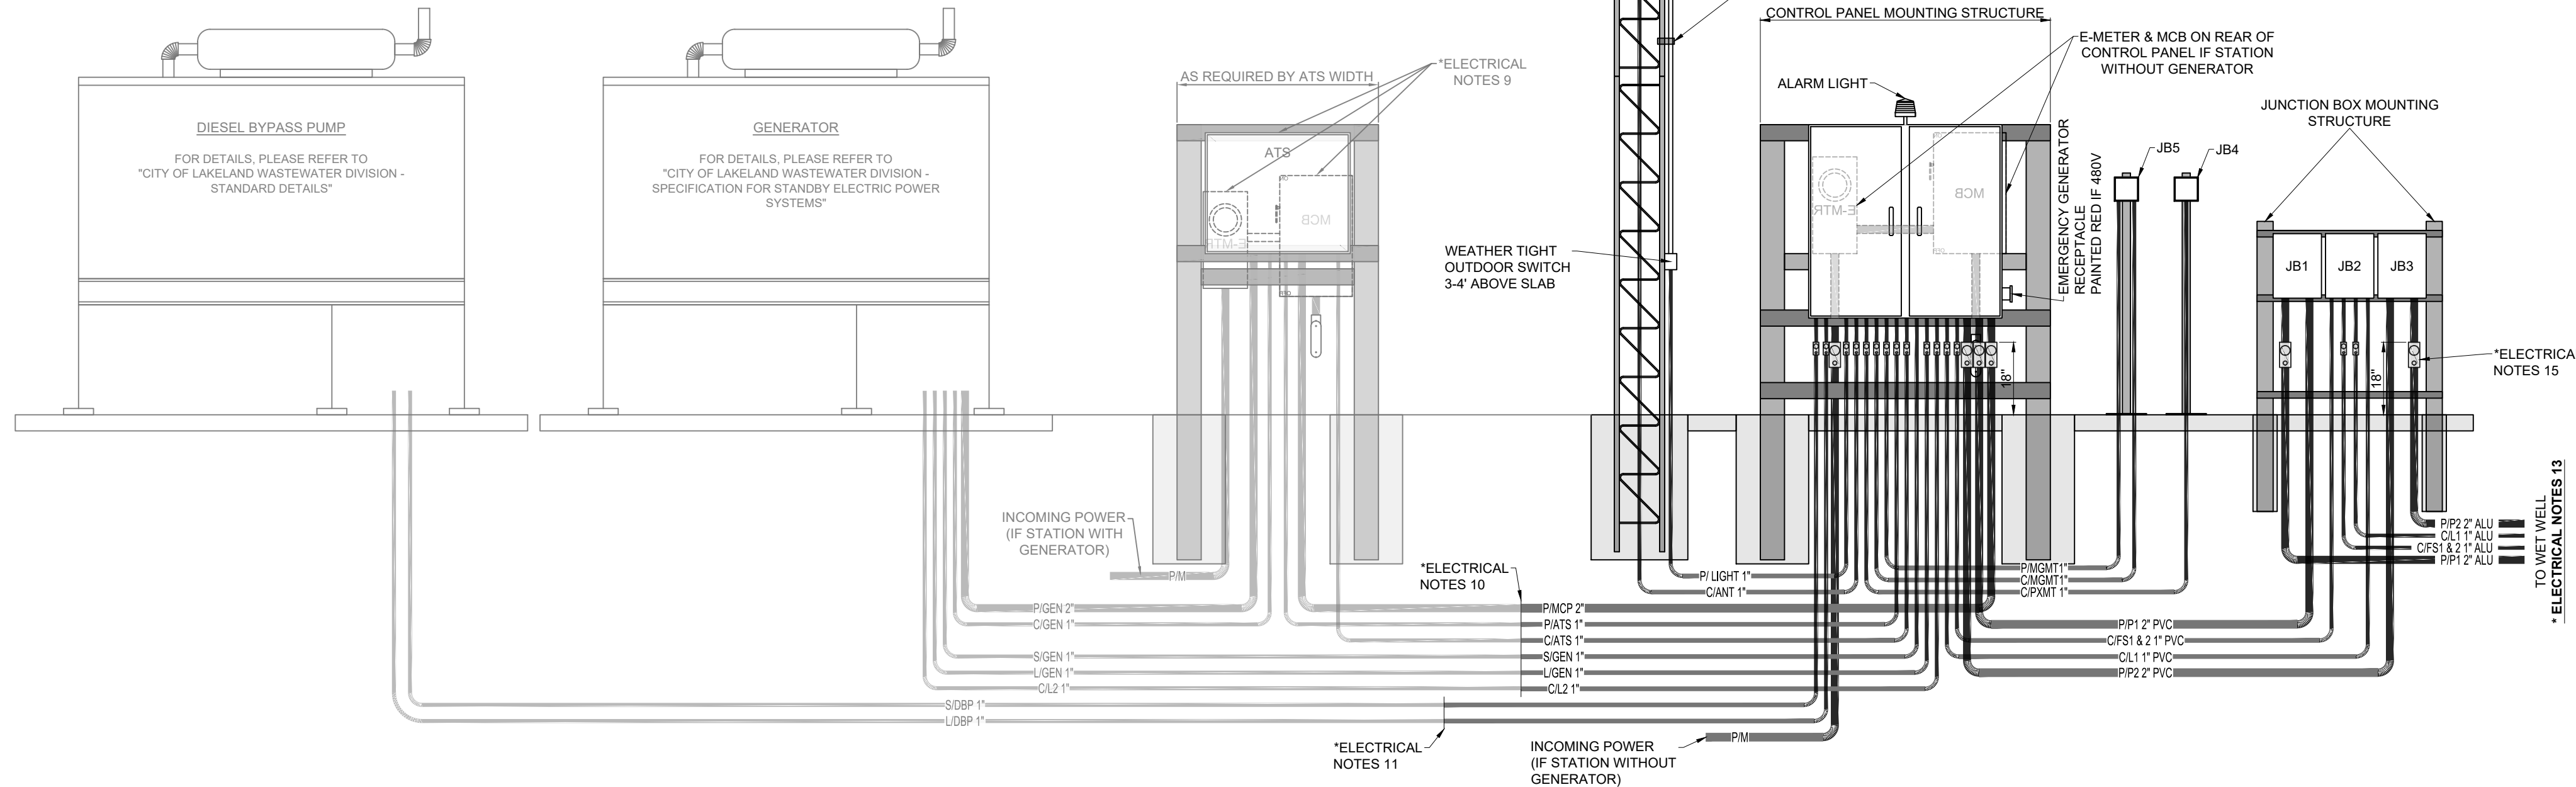 CONTROL PANEL MOUNTING STRUCTURE
E-METER & MCB ON REAR OF
CONTROL PANEL IF STATION
WITHOUT GENERATOR
ALARM LIGHT
AS REQUIRED BY ATS WIDTH
*ELECTRICAL
NOTES 9
JUNCTION BOX MOUNTING
STRUCTURE
DIESEL BYPASS PUMP
FOR DETAILS, PLEASE REFER TO
"CITY OF LAKELAND WASTEWATER DIVISION -
STANDARD DETAILS"
GENERATOR
FOR DETAILS, PLEASE REFER TO
"CITY OF LAKELAND WASTEWATER DIVISION -
SPECIFICATION FOR STANDBY ELECTRIC POWER
SYSTEMS"
ATS
MCB
E-MTR
E-MTR
MCB
EMERGENCY GENERATOR
RECEPTACLE
PAINTED RED IF 480V
JB5
JB4
WEATHER TIGHT
OUTDOOR SWITCH
3-4' ABOVE SLAB
JB1
JB2
JB3
18"
18"
*ELECTRICA
NOTES 15
INCOMING POWER
(IF STATION WITH
GENERATOR)
P/M
*ELECTRICAL
NOTES 10
P/ LIGHT 1"
C/ANT 1"
P/MGMT1"
C/MGMT1"
C/PXMT 1"
P/P2 2" ALU
C/L1 1" ALU
C/FS1 & 2 1" ALU
P/P1 2" ALU
TO WET WELL
* ELECTRICAL NOTES 13
P/GEN 2"
C/GEN 1"
S/GEN 1"
L/GEN 1"
C/L2 1"
P/MCP 2"
P/ATS 1"
C/ATS 1"
S/GEN 1"
L/GEN 1"
C/L2 1"
P/P1 2" PVC
C/FS1 & 2 1" PVC
C/L1 1" PVC
P/P2 2" PVC
S/DBP 1"
L/DBP 1"
*ELECTRICAL
NOTES 11
INCOMING POWER
(IF STATION WITHOUT
GENERATOR)
P/M